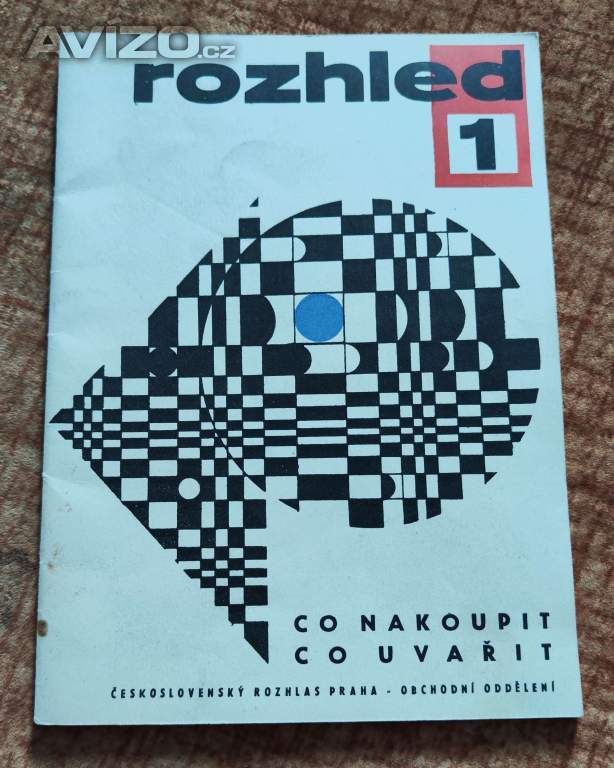 AVIZO.cz
rozhled
1
CO NAKOUPIT
CO UVAŘIT
ČESKOSLOVENSKÝ ROZHLAS PRAHA - OBCHODNÍ ODDĚLENÍ